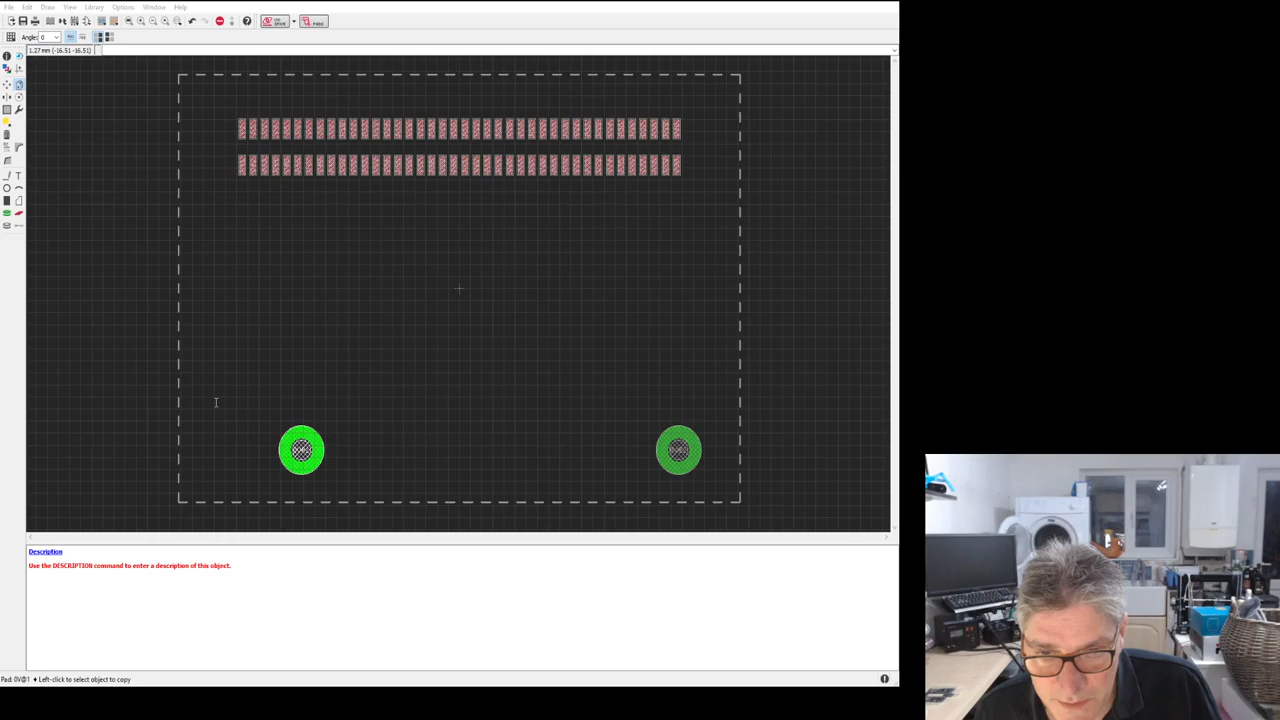 File Edit Draw View Library Options Window Help
Angle: 0
1.27 mm (-16.51 -16.51)
Description
Use the DESCRIPTION command to enter a description of this object.
Pad: 0V@1 ♦ Left-click to select object to copy